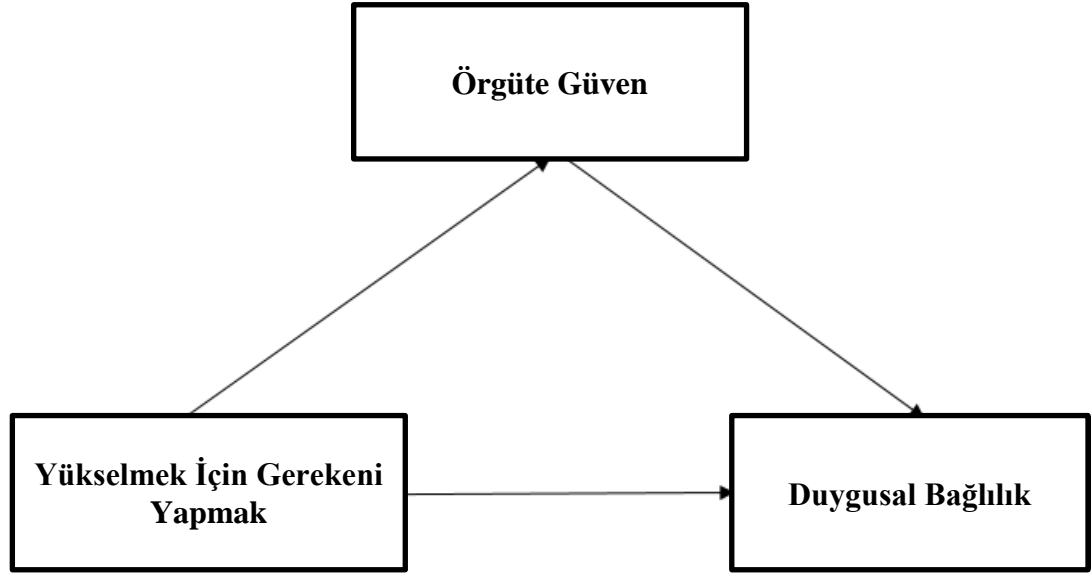 Örgüte Güven
Yükselmek İçin Gerekeni
Yapmak
Duygusal Bağlılık